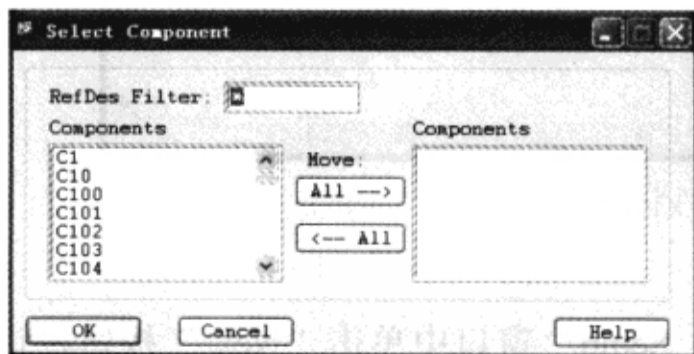 Select Component
RefDes Filter: *
Components
C1
C10
C100
C101
C102
C103
C104
Move:
All -->
<-- All
Components
OK
Cancel
Help